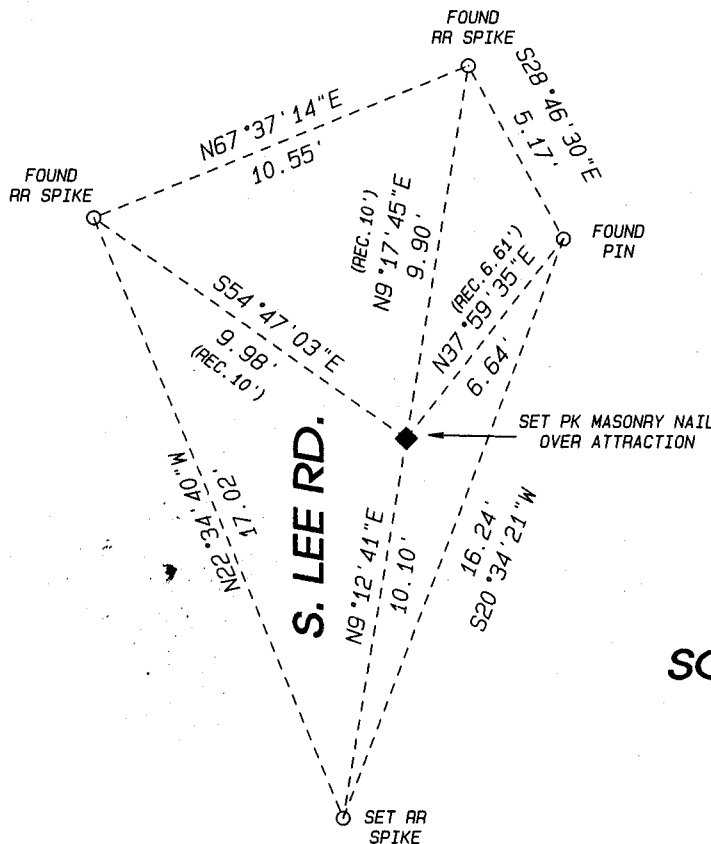 FOUND
RR SPIKE
N67°37'14"E
10.55'
S28°46'30"E
5.17'
FOUND
RR SPIKE
(REC. 10')
N9°17'45"E
9.90'
FOUND
PIN
(REC. 6.61')
N37°59'35"E
6.64'
S54°47'03"E
9.98'
(REC. 10')
SET PK MASONRY NAIL
OVER ATTRACTION
N22°34'40"W
17.02'
S. LEE RD.
N9°12'41"E
10.10'
16.24'
S20°34'21"W
SET RR
SPIKE